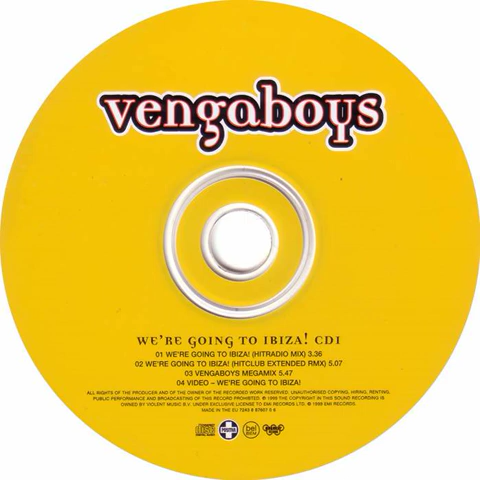 vengaboys
WE'RE GOING TO IBIZA! CD1
01 WE'RE GOING TO IBIZA! (HITRADIO MIX) 3.36
02 WE'RE GOING TO IBIZA! (HITCLUB EXTENDED RMX) 5.07
03 VENGABOYS MEGAMIX 5.47
04 VIDEO – WE'RE GOING TO IBIZA!
ALL RIGHTS OF THE PRODUCER AND OF THE OWNER OF THE RECORDED WORK RESERVED. UNAUTHORISED COPYING, HIRING, RENTING,
PUBLIC PERFORMANCE AND BROADCASTING OF THIS RECORD PROHIBITED. ℗ 1999 THE COPYRIGHT IN THIS SOUND RECORDING IS
OWNED BY VIOLENT MUSIC B.V. UNDER EXCLUSIVE LICENSE TO EMI RECORDS LTD. © 1999 EMI RECORDS.
MADE IN THE EU